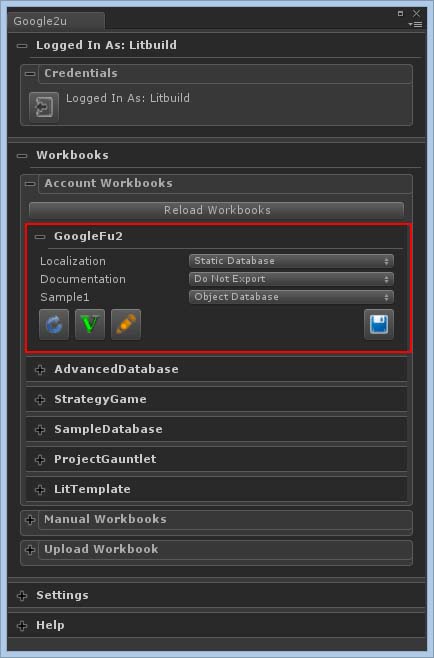 Google2u
Logged In As: Litbuild
Credentials
Logged In As: Litbuild
Workbooks
Account Workbooks
Reload Workbooks
GoogleFu2
Localization Static Database
Documentation Do Not Export
Sample1 Object Database
V
AdvancedDatabase
StrategyGame
SampleDatabase
ProjectGauntlet
LitTemplate
Manual Workbooks
Upload Workbook
Settings
Help